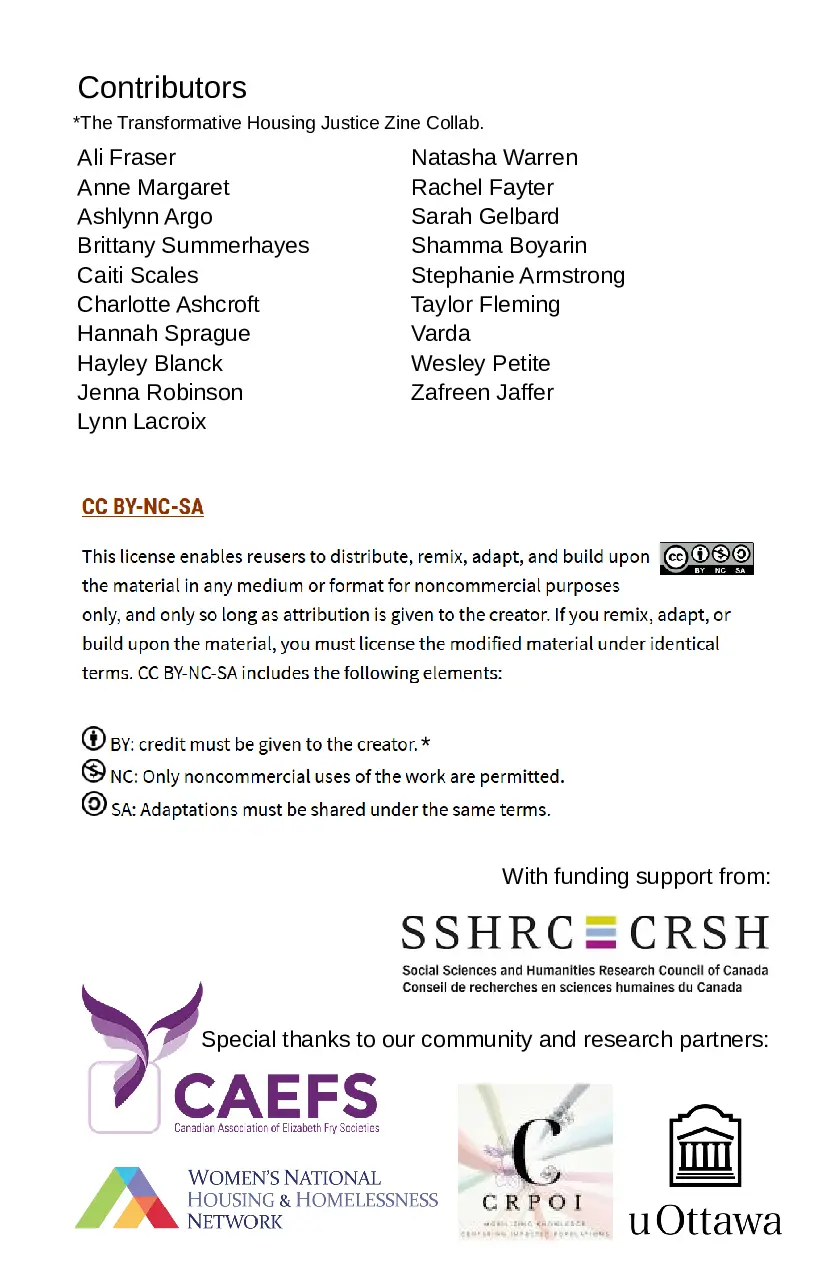 Contributors
*The Transformative Housing Justice Zine Collab.
Ali Fraser
Anne Margaret
Ashlynn Argo
Brittany Summerhayes
Caiti Scales
Charlotte Ashcroft
Hannah Sprague
Hayley Blanck
Jenna Robinson
Lynn Lacroix
Natasha Warren
Rachel Fayter
Sarah Gelbard
Shamma Boyarin
Stephanie Armstrong
Taylor Fleming
Varda
Wesley Petite
Zafreen Jaffer
CC BY-NC-SA
This license enables reusers to distribute, remix, adapt, and build upon
the material in any medium or format for noncommercial purposes
only, and only so long as attribution is given to the creator. If you remix, adapt, or
build upon the material, you must license the modified material under identical
terms. CC BY-NC-SA includes the following elements:
cc
BY NC SA
BY: credit must be given to the creator.*
NC: Only noncommercial uses of the work are permitted.
SA: Adaptations must be shared under the same terms.
With funding support from:
SSHRC CRSH
Social Sciences and Humanities Research Council of Canada
Conseil de recherches en sciences humaines du Canada
Special thanks to our community and research partners:
CAEFS
Canadian Association of Elizabeth Fry Societies
WOMEN'S NATIONAL
HOUSING & HOMELESSNESS
NETWORK
C
CRPOI
MOBILIZING KNOWLEDGE
CENTERING IMPACTED POPULATIONS
uOttawa